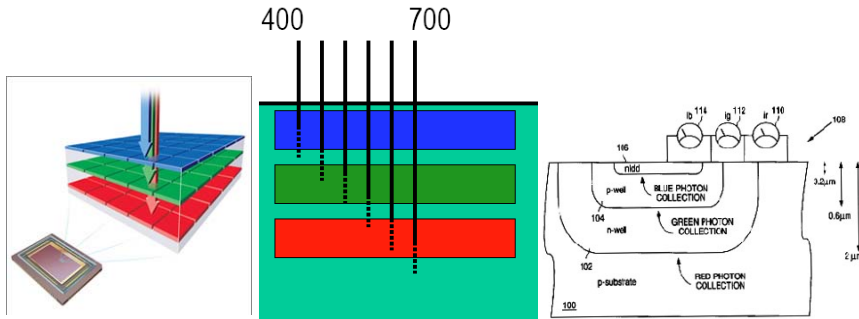 400 700
Ib 114 Ig 112 Ir 110
108
116
nldd
p-well
BLUE PHOTON
COLLECTION
0.2μm
104
GREEN PHOTON
COLLECTION
0.6μm
n-well
102
RED PHOTON
COLLECTION
2 μm
p-substrate
100